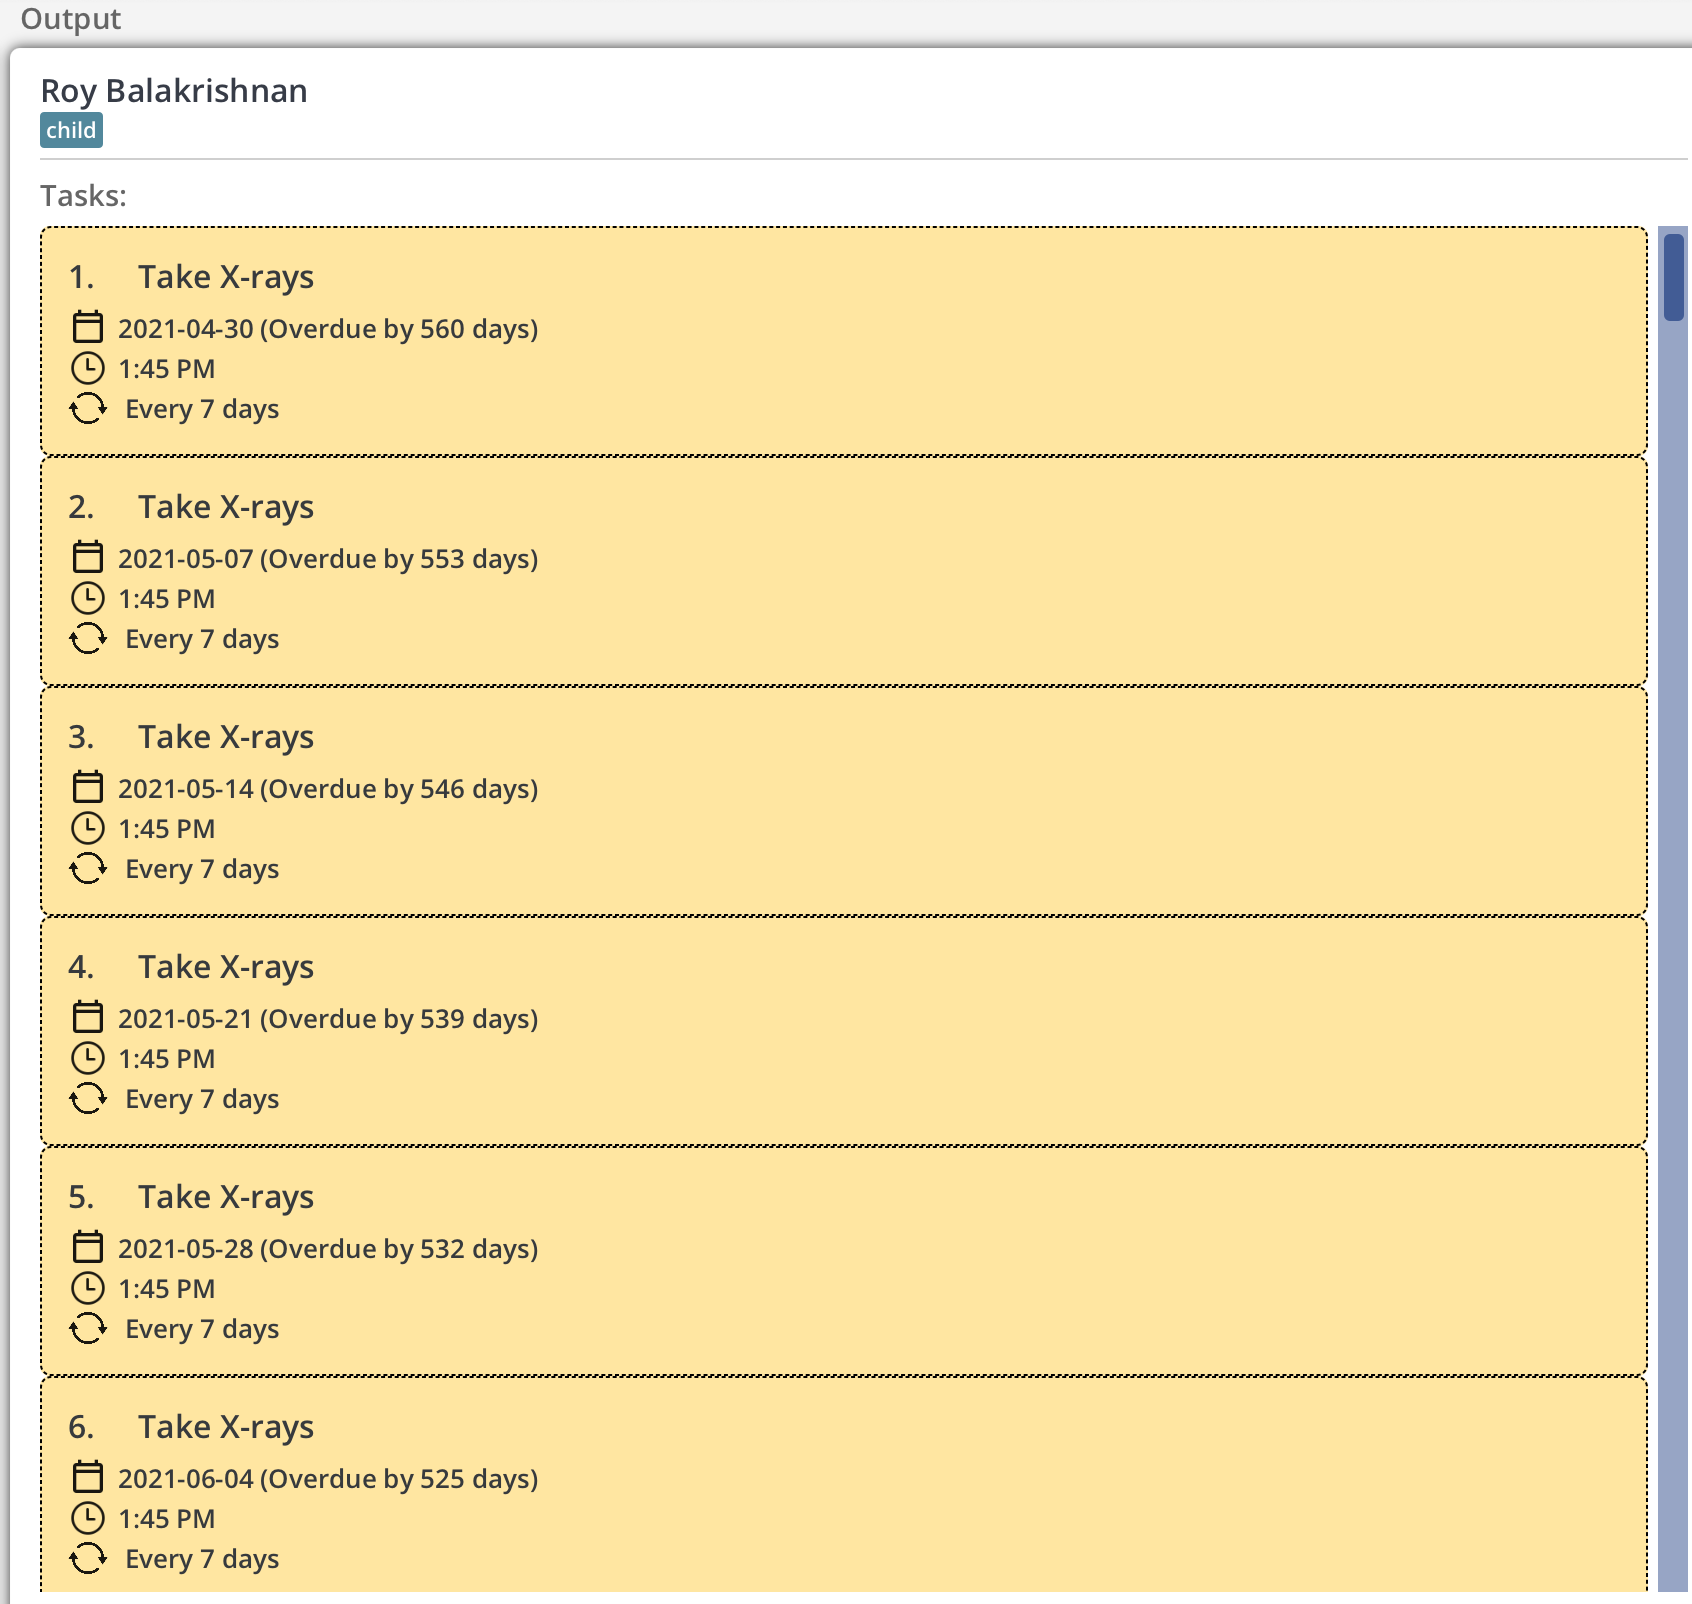 Output
Roy Balakrishnan
child
Tasks:
1. Take X-rays
2021-04-30 (Overdue by 560 days)
1:45 PM
Every 7 days
2. Take X-rays
2021-05-07 (Overdue by 553 days)
1:45 PM
Every 7 days
3. Take X-rays
2021-05-14 (Overdue by 546 days)
1:45 PM
Every 7 days
4. Take X-rays
2021-05-21 (Overdue by 539 days)
1:45 PM
Every 7 days
5. Take X-rays
2021-05-28 (Overdue by 532 days)
1:45 PM
Every 7 days
6. Take X-rays
2021-06-04 (Overdue by 525 days)
1:45 PM
Every 7 days